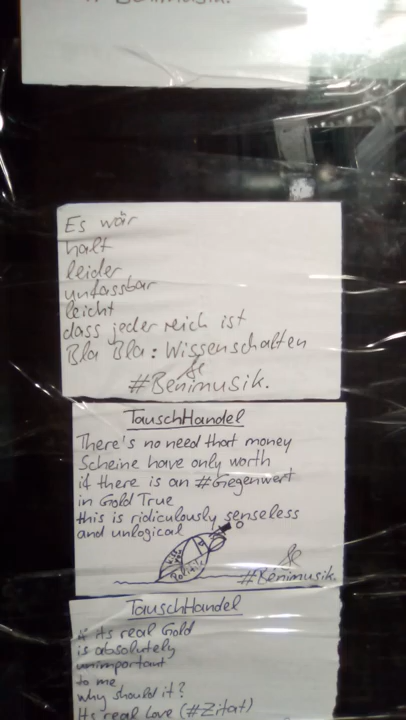 #Benimusik.
Es wär
halt
leider
unfassbar
leicht
dass jeder reich ist
Bla Bla: Wissenschaften
#Benimusik.
TauschHandel
There's no need that money
Scheine have only worth
if there is an #Gegenwert
in Gold True
this is ridiculously senseless
and unlogical
#Benimusik.
TauschHandel
if its real Gold
is absolutely
unimportant
to me
why should it?
Its real Love (#Zitat)